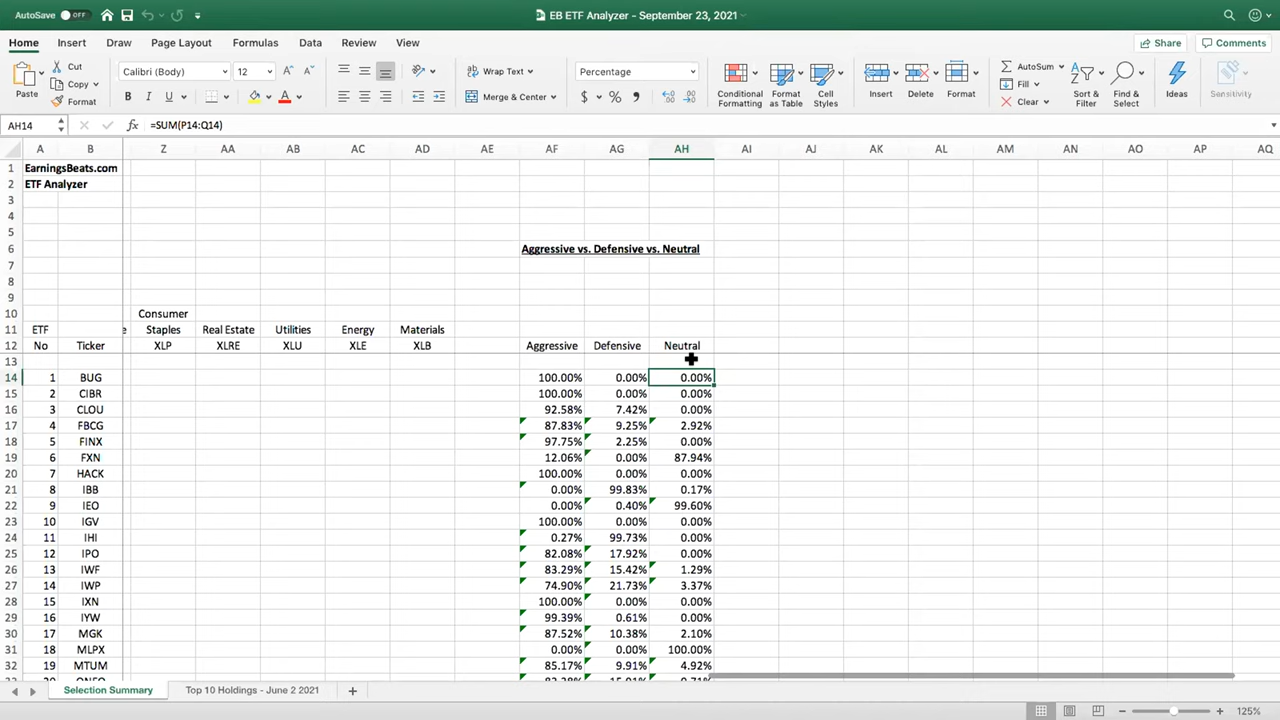 AutoSave OFF EB ETF Analyzer – September 23, 2021
Home Insert Draw Page Layout Formulas Data Review View Share Comments
Paste Cut Copy Format Calibri (Body) 12 Wrap Text Merge & Center Percentage Conditional Formatting Format as Table Cell Styles Insert Delete Format AutoSum Fill Clear Sort & Filter Find & Select Ideas Sensitivity
AH14 fx =SUM(P14:Q14)
A B Z AA AB AC AD AE AF AG AH AI AJ AK AL AM AN AO AP AQ
1 EarningsBeats.com
2 ETF Analyzer
3
4
5
6 Aggressive vs. Defensive vs. Neutral
7
8
9
10 Consumer
11 ETF e Staples Real Estate Utilities Energy Materials
12 No Ticker XLP XLRE XLU XLE XLB Aggressive Defensive Neutral
13
14 1 BUG 100.00% 0.00% 0.00%
15 2 CIBR 100.00% 0.00% 0.00%
16 3 CLOU 92.58% 7.42% 0.00%
17 4 FBCG 87.83% 9.25% 2.92%
18 5 FINX 97.75% 2.25% 0.00%
19 6 FXN 12.06% 0.00% 87.94%
20 7 HACK 100.00% 0.00% 0.00%
21 8 IBB 0.00% 99.83% 0.17%
22 9 IEO 0.00% 0.40% 99.60%
23 10 IGV 100.00% 0.00% 0.00%
24 11 IHI 0.27% 99.73% 0.00%
25 12 IPO 82.08% 17.92% 0.00%
26 13 IWF 83.29% 15.42% 1.29%
27 14 IWP 74.90% 21.73% 3.37%
28 15 IXN 100.00% 0.00% 0.00%
29 16 IYW 99.39% 0.61% 0.00%
30 17 MGK 87.52% 10.38% 2.10%
31 18 MLPX 0.00% 0.00% 100.00%
32 19 MTUM 85.17% 9.91% 4.92%
Selection Summary Top 10 Holdings - June 2 2021
125%